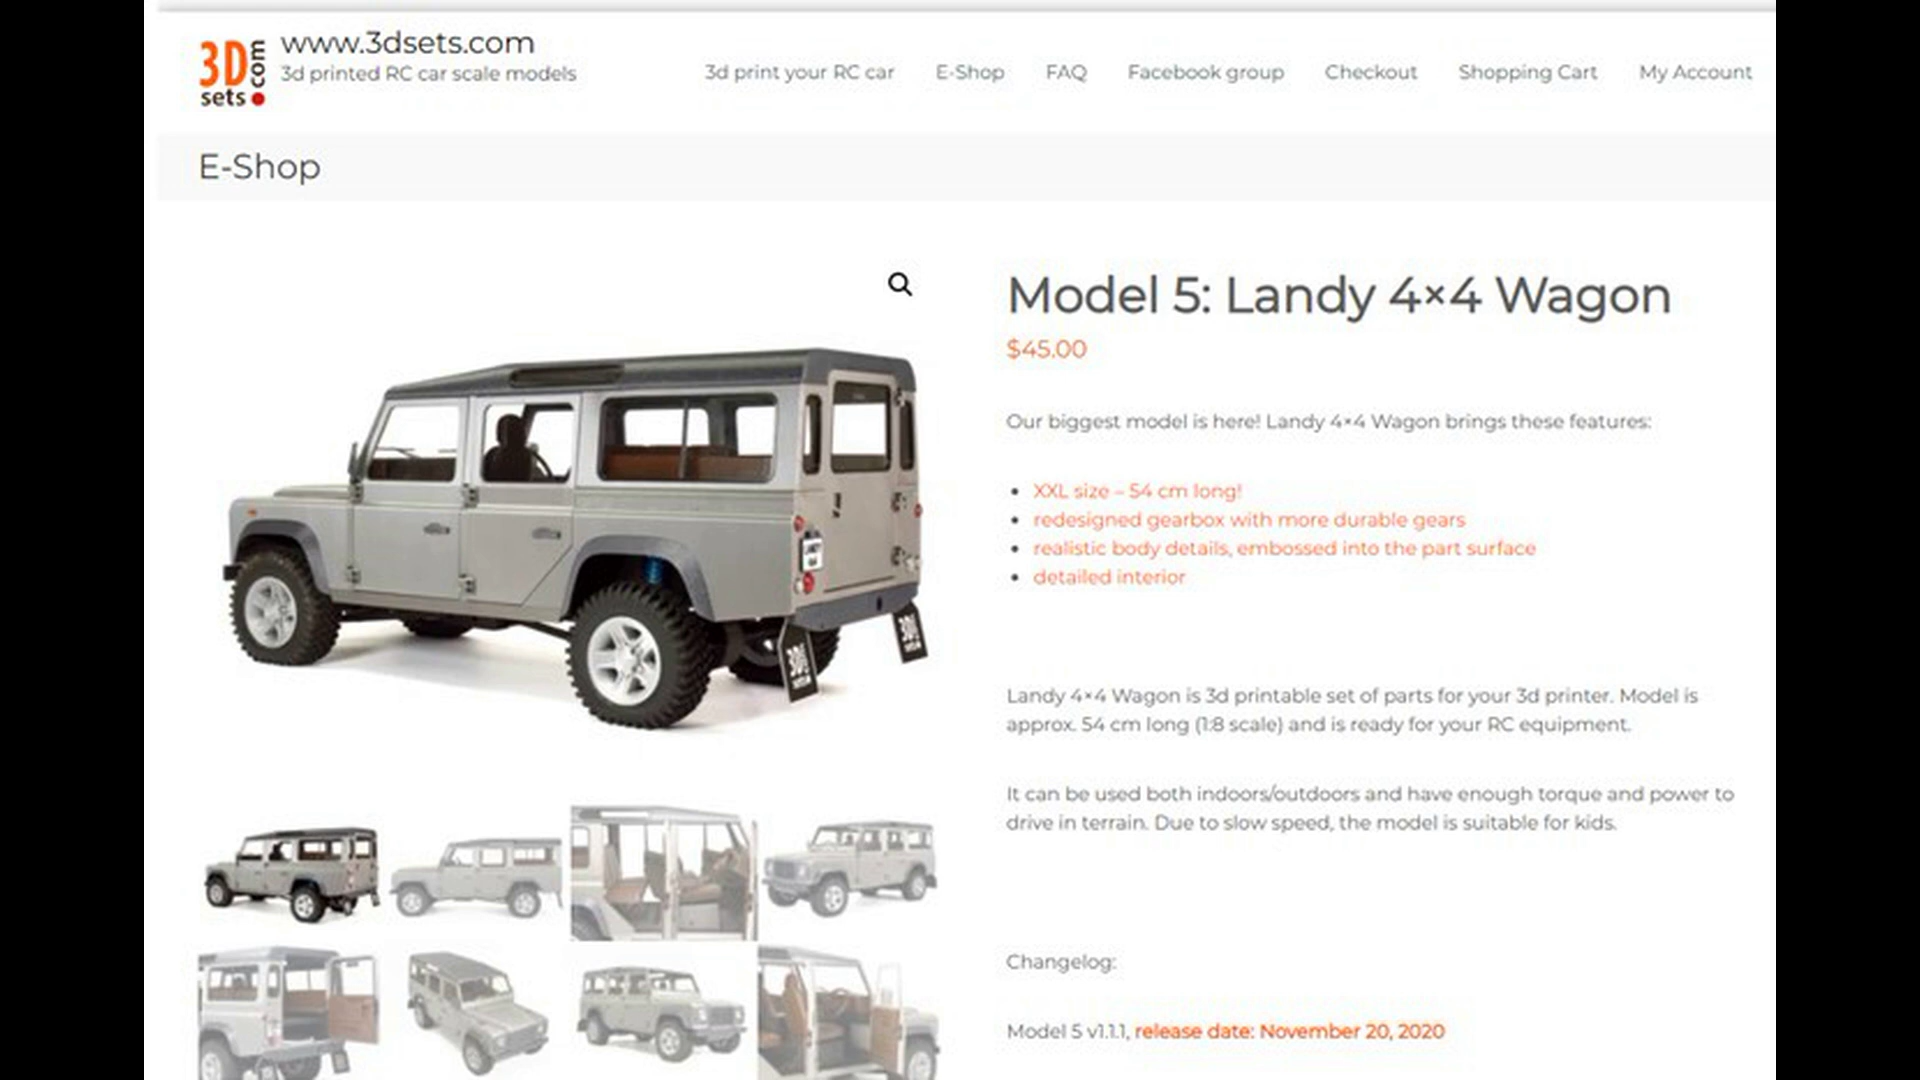 3D
sets
.com
www.3dsets.com
3d printed RC car scale models
3d print your RC car
E-Shop
FAQ
Facebook group
Checkout
Shopping Cart
My Account
E-Shop
Model 5: Landy 4×4 Wagon
$45.00
Our biggest model is here! Landy 4×4 Wagon brings these features:
XXL size – 54 cm long!
redesigned gearbox with more durable gears
realistic body details, embossed into the part surface
detailed interior
Landy 4×4 Wagon is 3d printable set of parts for your 3d printer. Model is
approx. 54 cm long (1:8 scale) and is ready for your RC equipment.
It can be used both indoors/outdoors and have enough torque and power to
drive in terrain. Due to slow speed, the model is suitable for kids.
Changelog:
Model 5 v1.1.1, release date: November 20, 2020